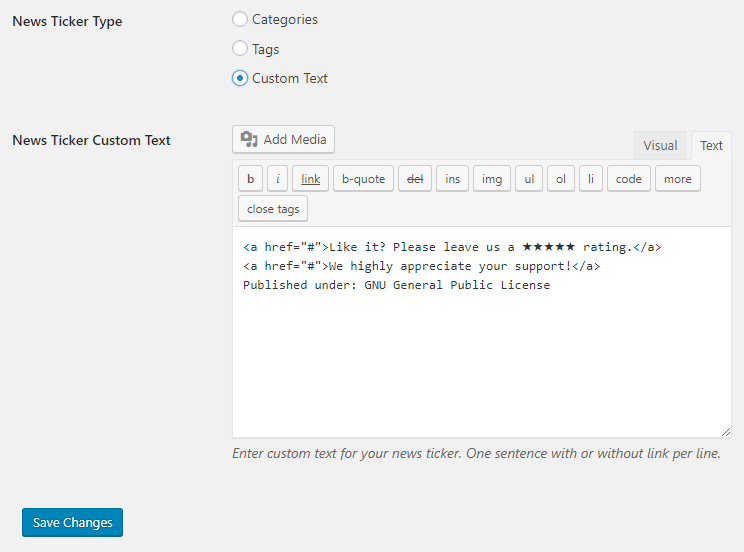 News Ticker Type
Categories
Tags
Custom Text
News Ticker Custom Text
Add Media
Visual Text
b i link b-quote del ins img ul ol li code more
close tags
<a href="#">Like it? Please leave us a ★★★★★ rating.</a>
<a href="#">We highly appreciate your support!</a>
Published under: GNU General Public License
Enter custom text for your news ticker. One sentence with or without link per line.
Save Changes